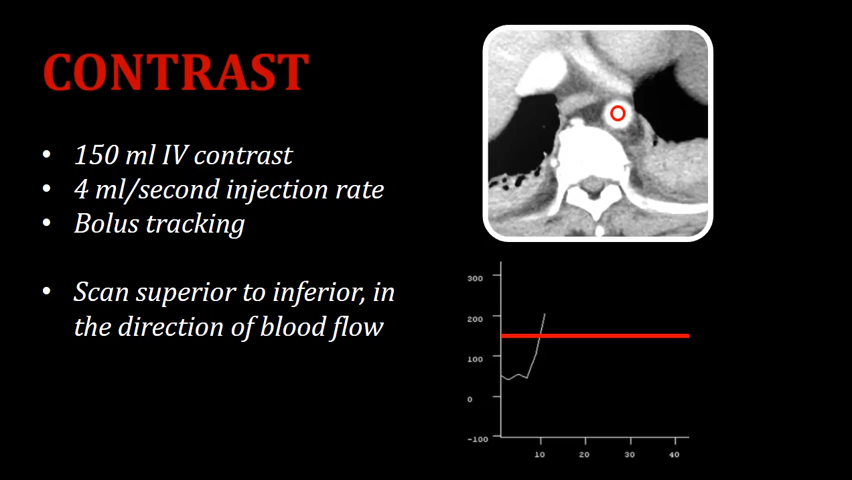 CONTRAST
• 150 ml IV contrast
• 4 ml/second injection rate
• Bolus tracking
• Scan superior to inferior, in
the direction of blood flow
300
200
100
0
-100
10 20 30 40